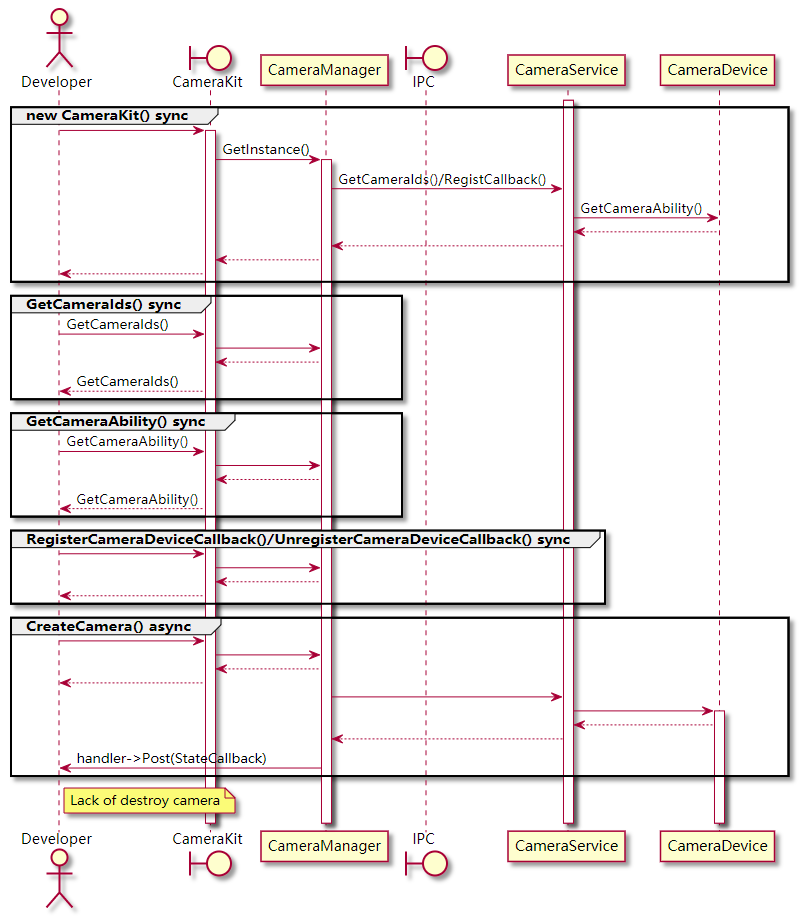 Developer
CameraKit
CameraManager
IPC
CameraService
CameraDevice
new CameraKit() sync
GetInstance()
GetCameraIds()/RegistCallback()
GetCameraAbility()
GetCameraIds() sync
GetCameraIds()
GetCameraIds()
GetCameraAbility() sync
GetCameraAbility()
GetCameraAbility()
RegisterCameraDeviceCallback()/UnregisterCameraDeviceCallback() sync
CreateCamera() async
handler->Post(StateCallback)
Lack of destroy camera
Developer
CameraKit
CameraManager
IPC
CameraService
CameraDevice